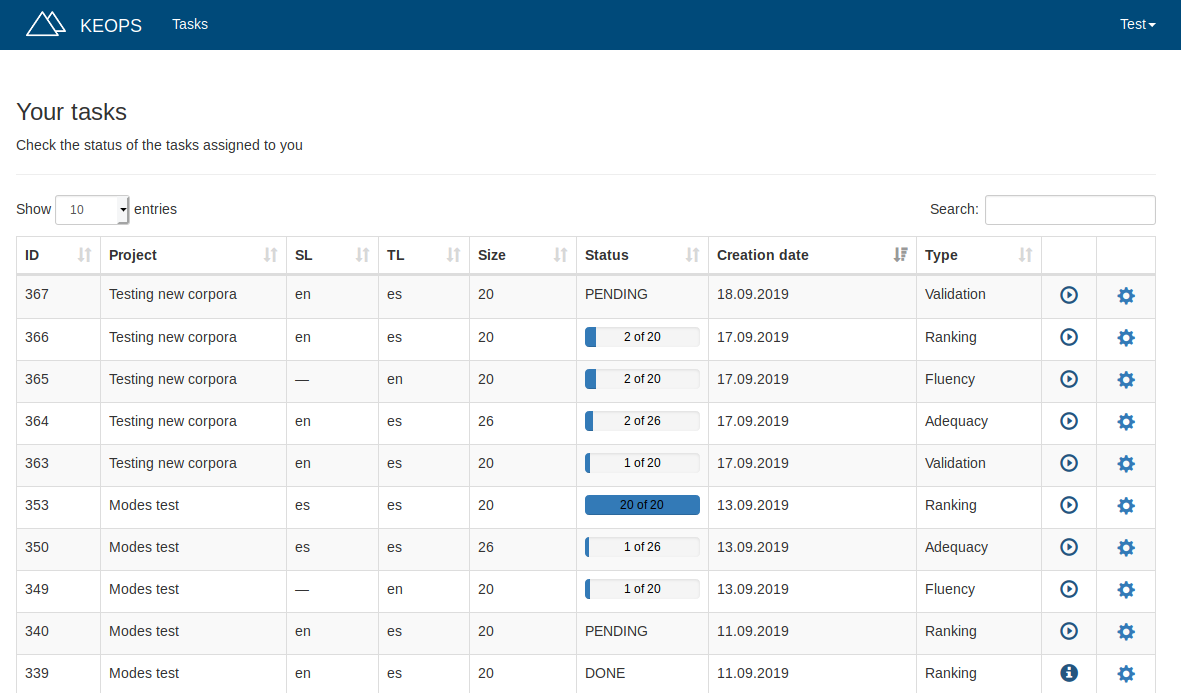 KEOPS Tasks Test
Your tasks
Check the status of the tasks assigned to you
Show 10 entries Search:
ID Project SL TL Size Status Creation date Type
367 Testing new corpora en es 20 PENDING 18.09.2019 Validation
366 Testing new corpora en es 20 2 of 20 17.09.2019 Ranking
365 Testing new corpora — en 20 2 of 20 17.09.2019 Fluency
364 Testing new corpora en es 26 2 of 26 17.09.2019 Adequacy
363 Testing new corpora en es 20 1 of 20 17.09.2019 Validation
353 Modes test es es 20 20 of 20 13.09.2019 Ranking
350 Modes test es es 26 1 of 26 13.09.2019 Adequacy
349 Modes test — en 20 1 of 20 13.09.2019 Fluency
340 Modes test en es 20 PENDING 11.09.2019 Ranking
339 Modes test en es 20 DONE 11.09.2019 Ranking